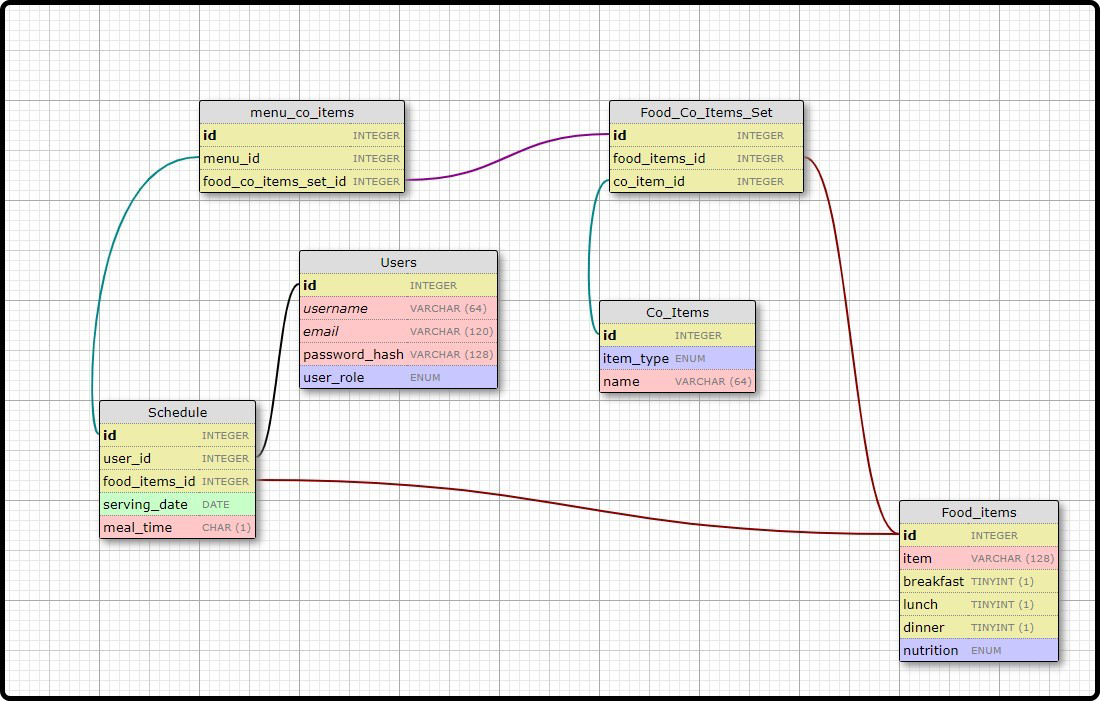 menu_co_items
id INTEGER
menu_id INTEGER
food_co_items_set_id INTEGER
Food_Co_Items_Set
id INTEGER
food_items_id INTEGER
co_item_id INTEGER
Users
id INTEGER
username VARCHAR (64)
email VARCHAR (120)
password_hash VARCHAR (128)
user_role ENUM
Co_Items
id INTEGER
item_type ENUM
name VARCHAR (64)
Schedule
id INTEGER
user_id INTEGER
food_items_id INTEGER
serving_date DATE
meal_time CHAR (1)
Food_items
id INTEGER
item VARCHAR (128)
breakfast TINYINT (1)
lunch TINYINT (1)
dinner TINYINT (1)
nutrition ENUM